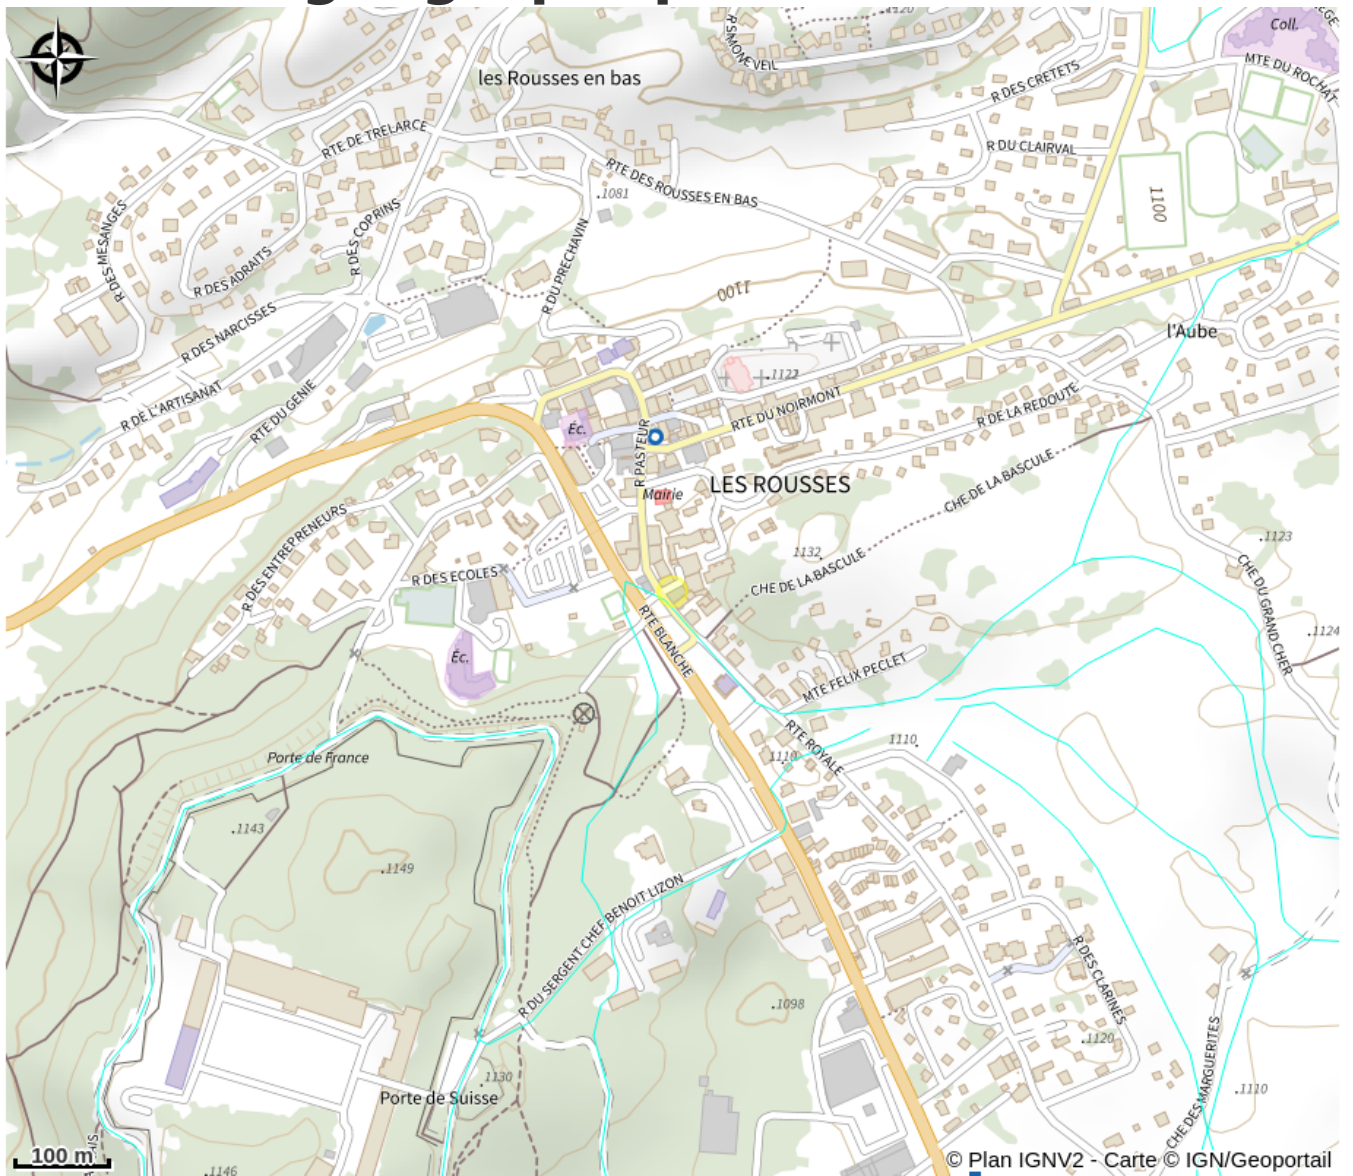 1120
Coll.
R SMONEVEIL
MTE DU ROCHAT
les Rousses en bas
R DES CRETETS
RTE DE TRELARCE
R DU CLAIRVAL
RTE DES ROUSSES EN BAS
.1081
1100
R DES MESANGES
R DES COPRINS
R DES ADRAITS
R DU PRECHAVIN
1100
R DES NARCISSES
l'Aube
.1122
R DE L'ARTISANAT
RTE DU GENIE
RTE DU NOIRMONT
R DE LA REDOUTE
Éc.
R PASTEUR
Mairie
LES ROUSSES
CHE DE LA BASCULE
R DES ENTREPRENEURS
1132
.1123
R DES ECOLES
CHE DE LA BASCULE
CHE DU GRAND CHER
RTE BLANCHE
.1124
Éc.
MTE FELIX PECLET
RTE ROYALE
1110
Porte de France
1110
.1143
.1149
R DU SERGENT CHEF BENOIT LIZON
R DES CLARINES
.1098
.1120
.1130
Porte de Suisse
CHE DES MARGUERITES
.1110
100 m
.1146
© Plan IGNV2 - Carte © IGN/Geoportail